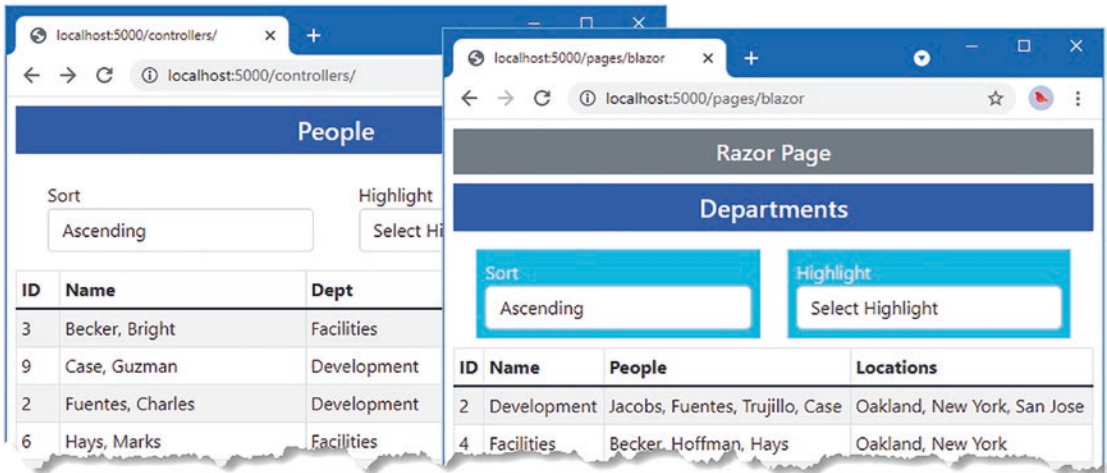 localhost:5000/controllers/
localhost:5000/controllers/
People
Sort
Highlight
Ascending
Select Hi
ID Name Dept
3 Becker, Bright Facilities
9 Case, Guzman Development
2 Fuentes, Charles Development
6 Hays, Marks Facilities
localhost:5000/pages/blazor
localhost:5000/pages/blazor
Razor Page
Departments
Sort
Highlight
Ascending
Select Highlight
ID Name People Locations
2 Development Jacobs, Fuentes, Trujillo, Case Oakland, New York, San Jose
4 Facilities Becker, Hoffman, Hays Oakland, New York